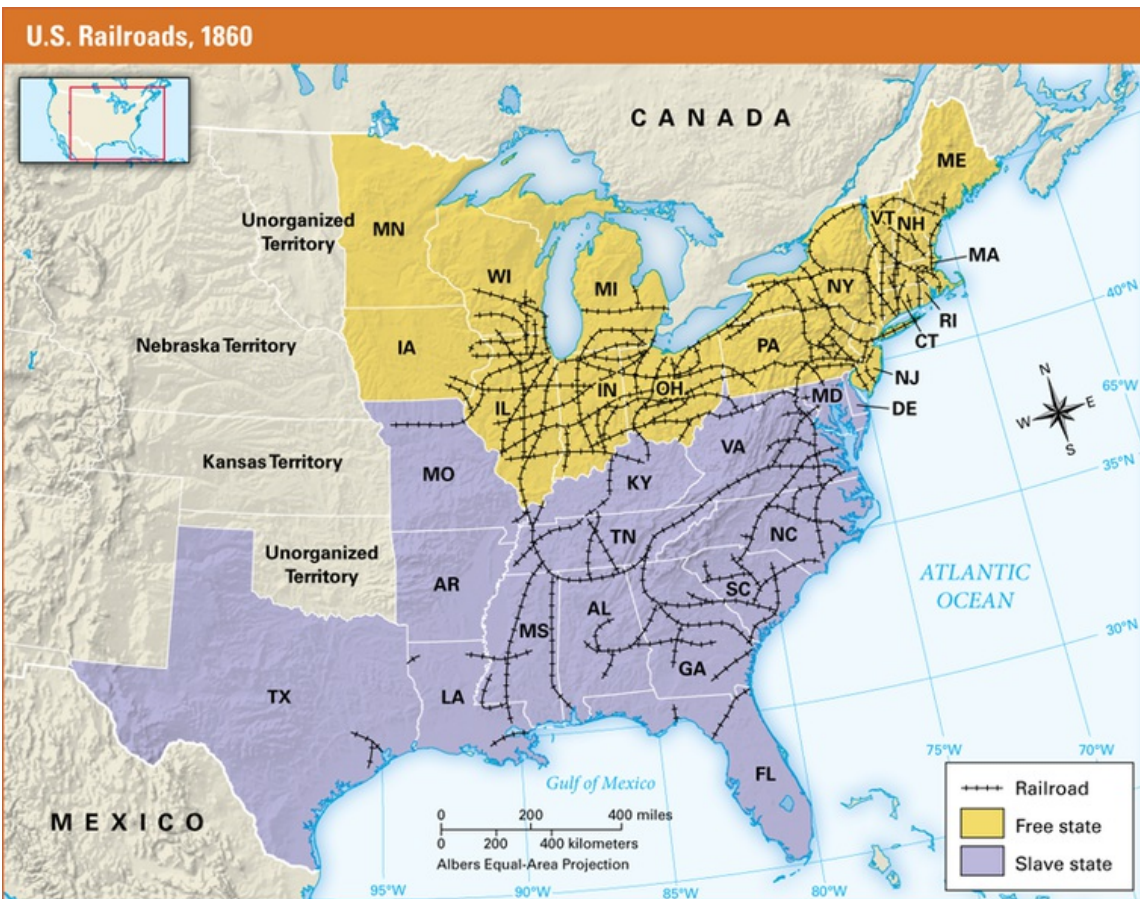 U.S. Railroads, 1860
CANADA
ME
Unorganized
Territory
MN
VT
NH
MA
WI
MI
NY
40°N
RI
CT
Nebraska Territory
IA
PA
NJ
N
W
E
S
65°W
IL
IN
OH
MD
DE
VA
35°N
Kansas Territory
MO
KY
Unorganized
Territory
TN
NC
AR
SC
ATLANTIC
OCEAN
AL
MS
30°N
GA
TX
LA
75°W
70°W
FL
Gulf of Mexico
MEXICO
0 200 400 miles
0 200 400 kilometers
Albers Equal-Area Projection
95°W
90°W
85°W
80°W
Railroad
Free state
Slave state